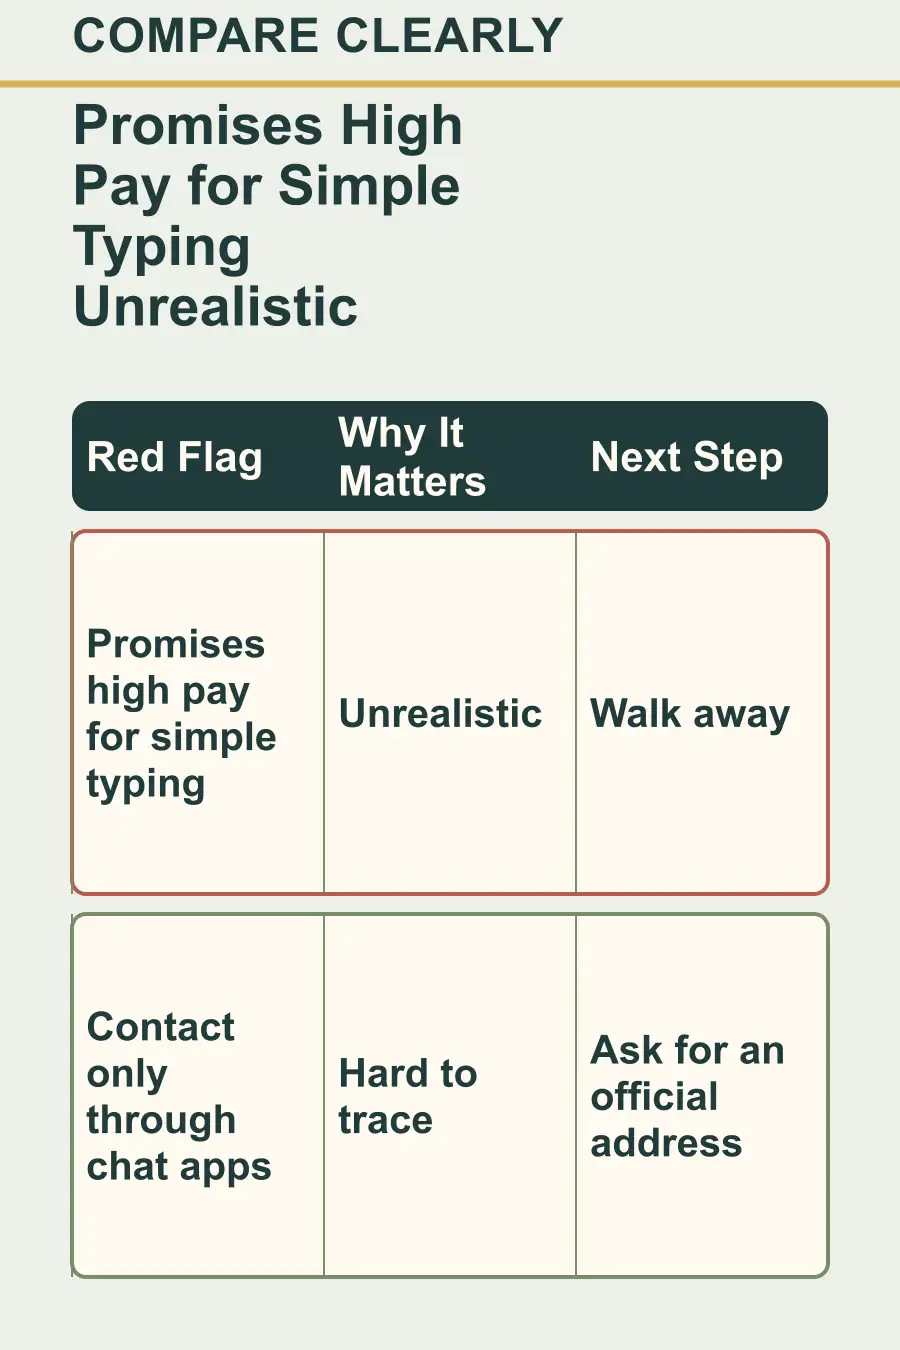 COMPARE CLEARLY
Promises High
Pay for Simple
Typing
Unrealistic
Red Flag
Why It
Matters
Next Step
Promises
high pay
for simple
typing
Unrealistic
Walk away
Contact
only
through
chat apps
Hard to
trace
Ask for an
official
address